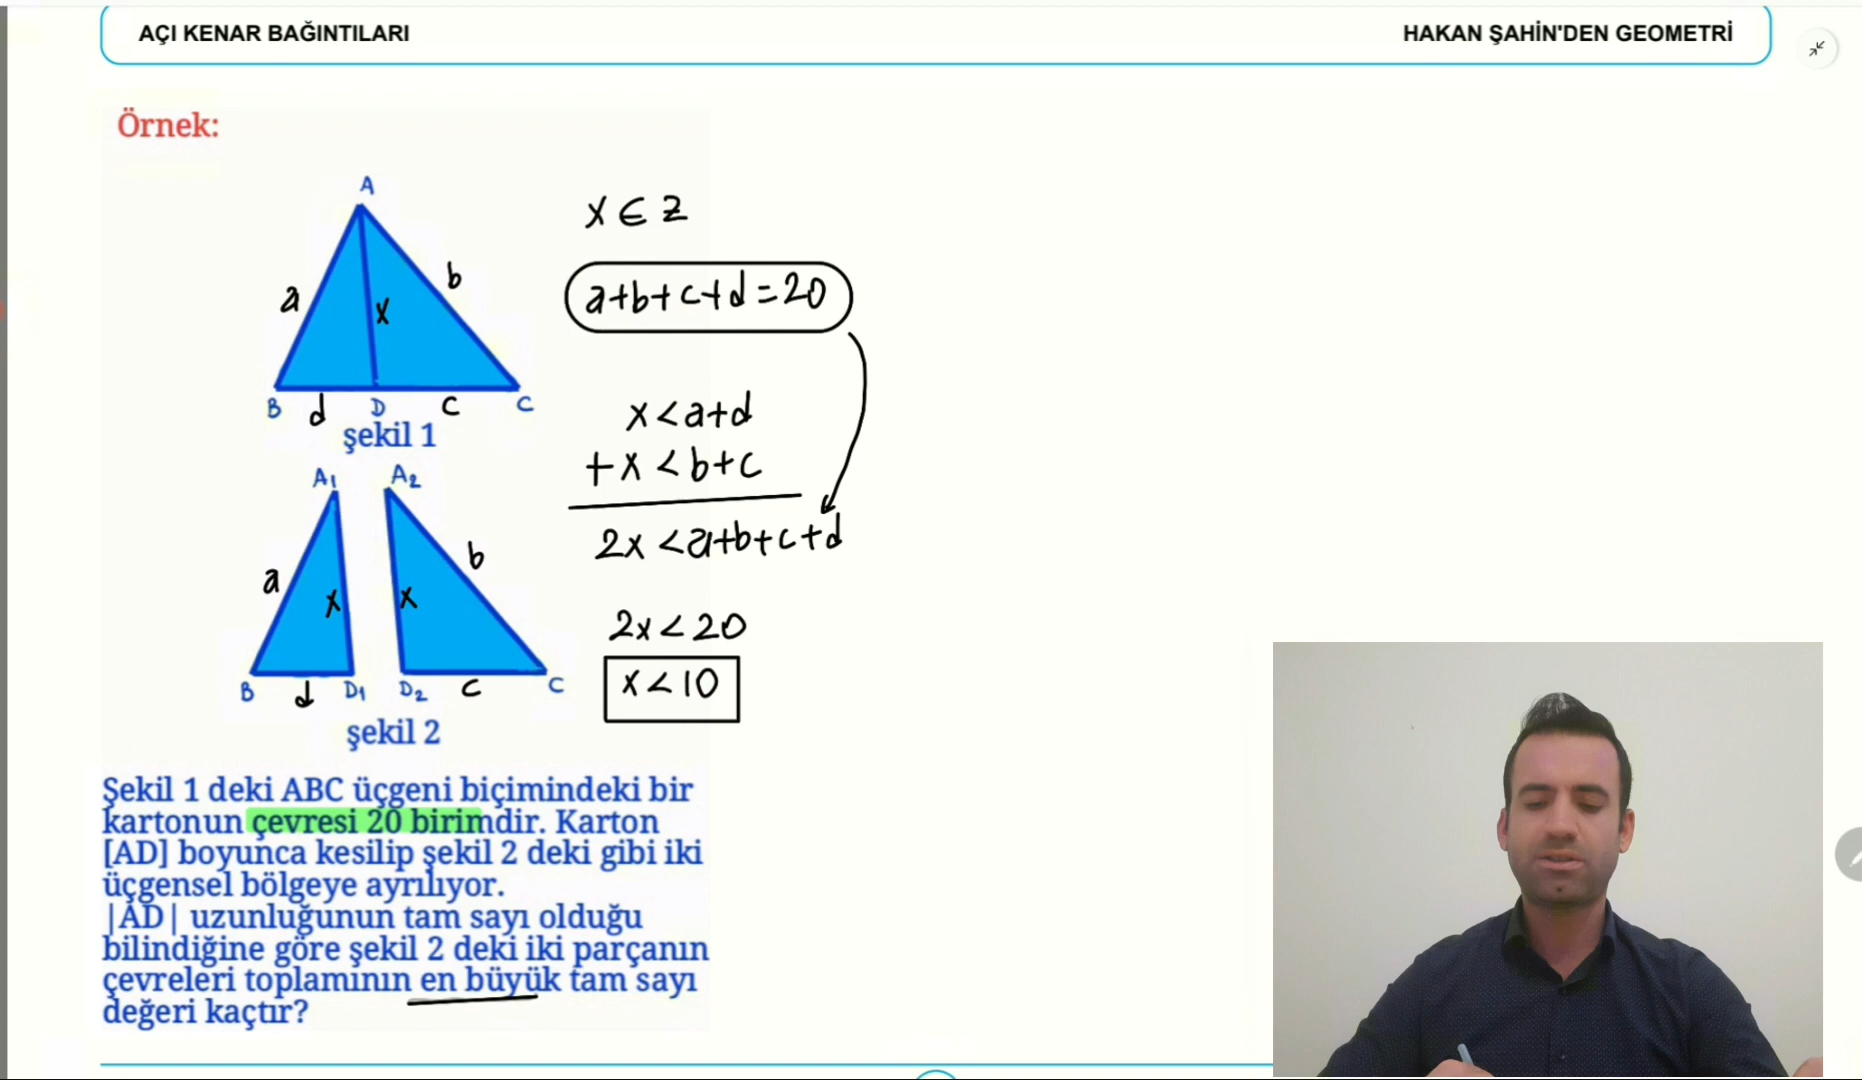 AÇI KENAR BAĞINTILARI
HAKAN ŞAHİN'DEN GEOMETRİ
Örnek:
A
a
b
x
B
d
D
c
C
şekil 1
A1
A2
a
b
x
x
B
d
D1
D2
c
C
şekil 2
x ∈ Z
a+b+c+d=20
x<a+d
+x<b+c
2x<a+b+c+d
2x<20
x<10
Şekil 1 deki ABC üçgeni biçimindeki bir
kartonun çevresi 20 birimdir. Karton
[AD] boyunca kesilip şekil 2 deki gibi iki
üçgensel bölgeye ayrılıyor.
|AD| uzunluğunun tam sayı olduğu
bilindiğine göre şekil 2 deki iki parçanın
çevreleri toplamının en büyük tam sayı
değeri kaçtır?